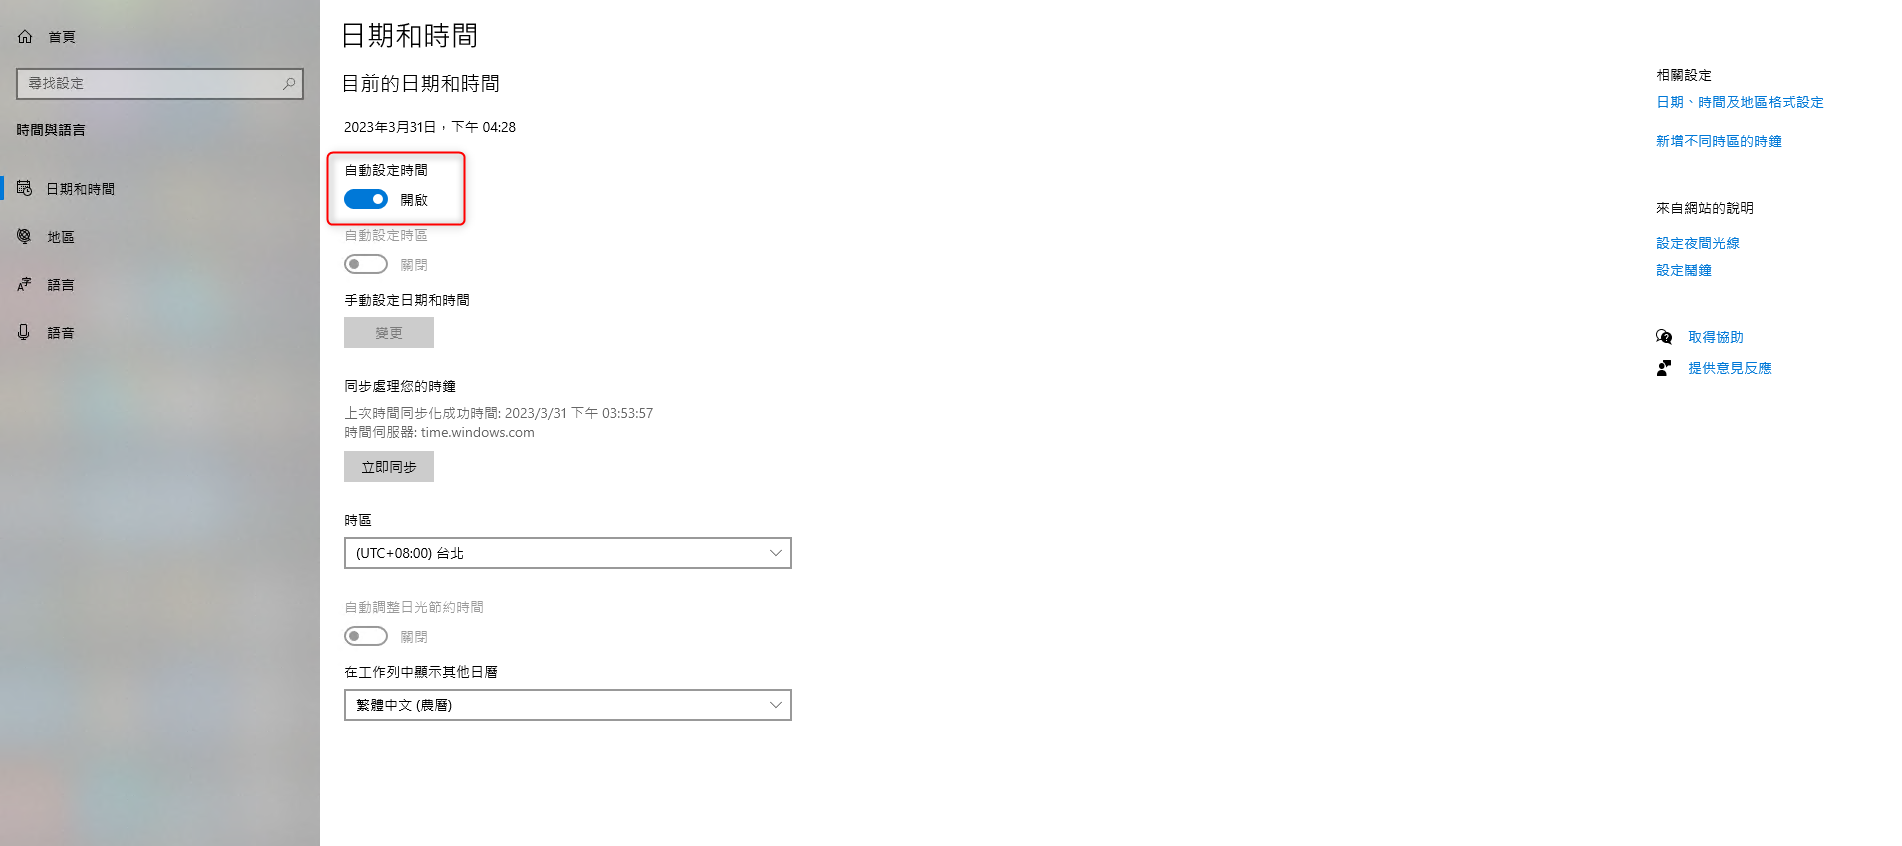 首頁
尋找設定
時間與語言
日期和時間
地區
語言
語音
日期和時間
目前的日期和時間
2023年3月31日，下午 04:28
自動設定時間
開啟
自動設定時區
關閉
手動設定日期和時間
變更
同步處理您的時鐘
上次時間同步化成功時間: 2023/3/31 下午 03:53:57
時間伺服器: time.windows.com
立即同步
時區
(UTC+08:00) 台北
自動調整日光節約時間
關閉
在工作列中顯示其他日曆
繁體中文 (農曆)
相關設定
日期、時間及地區格式設定
新增不同時區的時鐘
來自網站的說明
設定夜間光線
設定鬧鐘
取得協助
提供意見反應